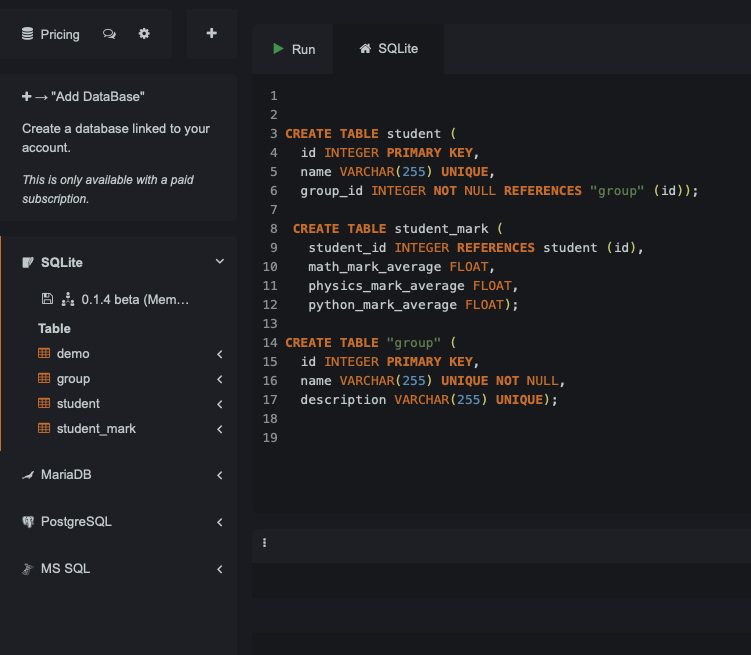 Pricing
+ → "Add DataBase"
Create a database linked to your
account.
This is only available with a paid
subscription.
SQLite
0.1.4 beta (Mem…
Table
demo
group
student
student_mark
MariaDB
PostgreSQL
MS SQL
Run
SQLite
1
2
3 CREATE TABLE student (
4   id INTEGER PRIMARY KEY,
5   name VARCHAR(255) UNIQUE,
6   group_id INTEGER NOT NULL REFERENCES "group" (id));
7
8  CREATE TABLE student_mark (
9    student_id INTEGER REFERENCES student (id),
10    math_mark_average FLOAT,
11    physics_mark_average FLOAT,
12    python_mark_average FLOAT);
13
14 CREATE TABLE "group" (
15   id INTEGER PRIMARY KEY,
16   name VARCHAR(255) UNIQUE NOT NULL,
17   description VARCHAR(255) UNIQUE);
18
19